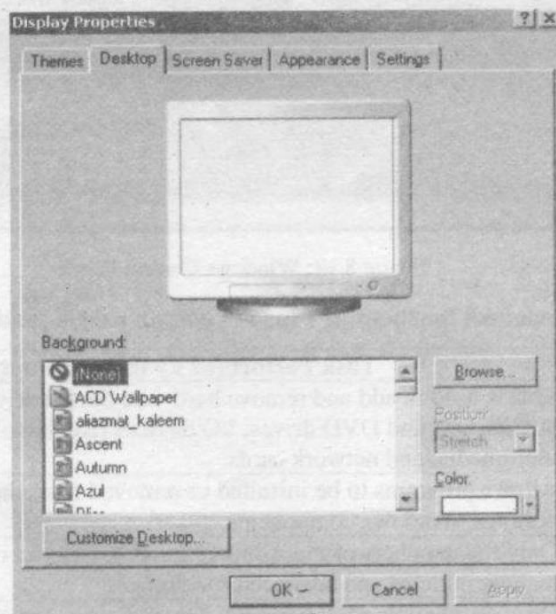 Display Properties
? X
Themes Desktop Screen Saver Appearance Settings
Background:
(None)
ACD Wallpaper
aliazmat_kaleem
Ascent
Autumn
Azul
Browse...
Position:
Stretch
Color
Customize Desktop...
OK
Cancel
Apply